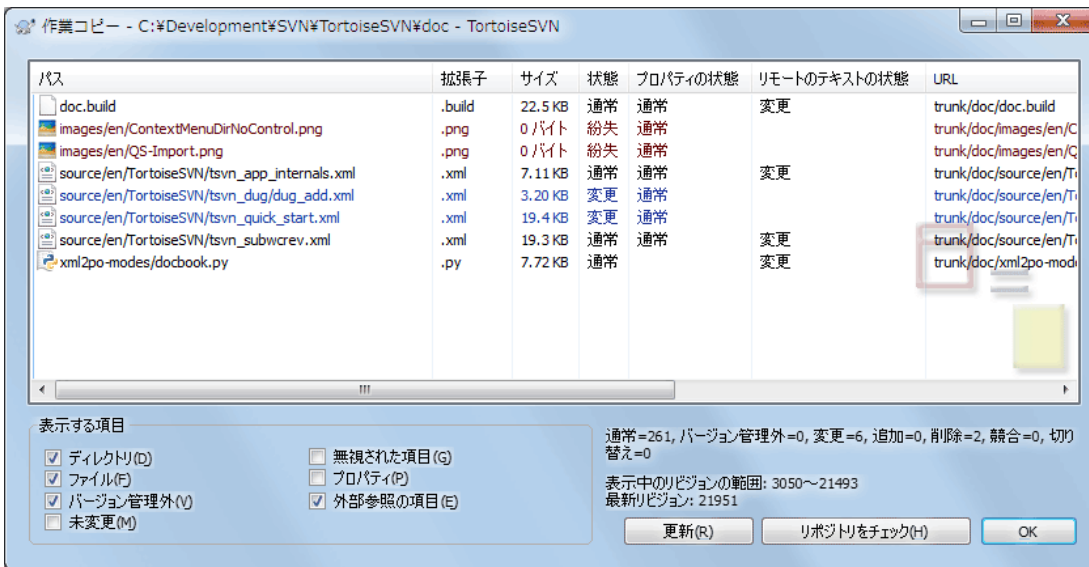 作業コピー - C:¥Development¥SVN¥TortoiseSVN¥doc - TortoiseSVN
パス 拡張子 サイズ 状態 プロパティの状態 リモートのテキストの状態 URL
doc.build .build 22.5 KB 通常 通常 変更 trunk/doc/doc.build
images/en/ContextMenuDirNoControl.png .png 0 バイト 紛失 通常 trunk/doc/images/en/C
images/en/QS-Import.png .png 0 バイト 紛失 通常 trunk/doc/images/en/Q
source/en/TortoiseSVN/tsvn_app_internals.xml .xml 7.11 KB 通常 通常 変更 trunk/doc/source/en/T
source/en/TortoiseSVN/tsvn_dug/dug_add.xml .xml 3.20 KB 変更 通常 trunk/doc/source/en/T
source/en/TortoiseSVN/tsvn_quick_start.xml .xml 19.4 KB 変更 通常 trunk/doc/source/en/T
source/en/TortoiseSVN/tsvn_subwcrev.xml .xml 19.3 KB 通常 通常 変更 trunk/doc/source/en/T
xml2po-modes/docbook.py .py 7.72 KB 通常 変更 trunk/doc/xml2po-mod
表示する項目
ディレクトリ(D) 無視された項目(G)
ファイル(F) プロパティ(P)
バージョン管理外(V) 外部参照の項目(E)
未変更(M)
通常=261, バージョン管理外=0, 変更=6, 追加=0, 削除=2, 競合=0, 切り
替え=0
表示中のリビジョンの範囲: 3050～21493
最新リビジョン: 21951
更新(R) リポジトリをチェック(H) OK